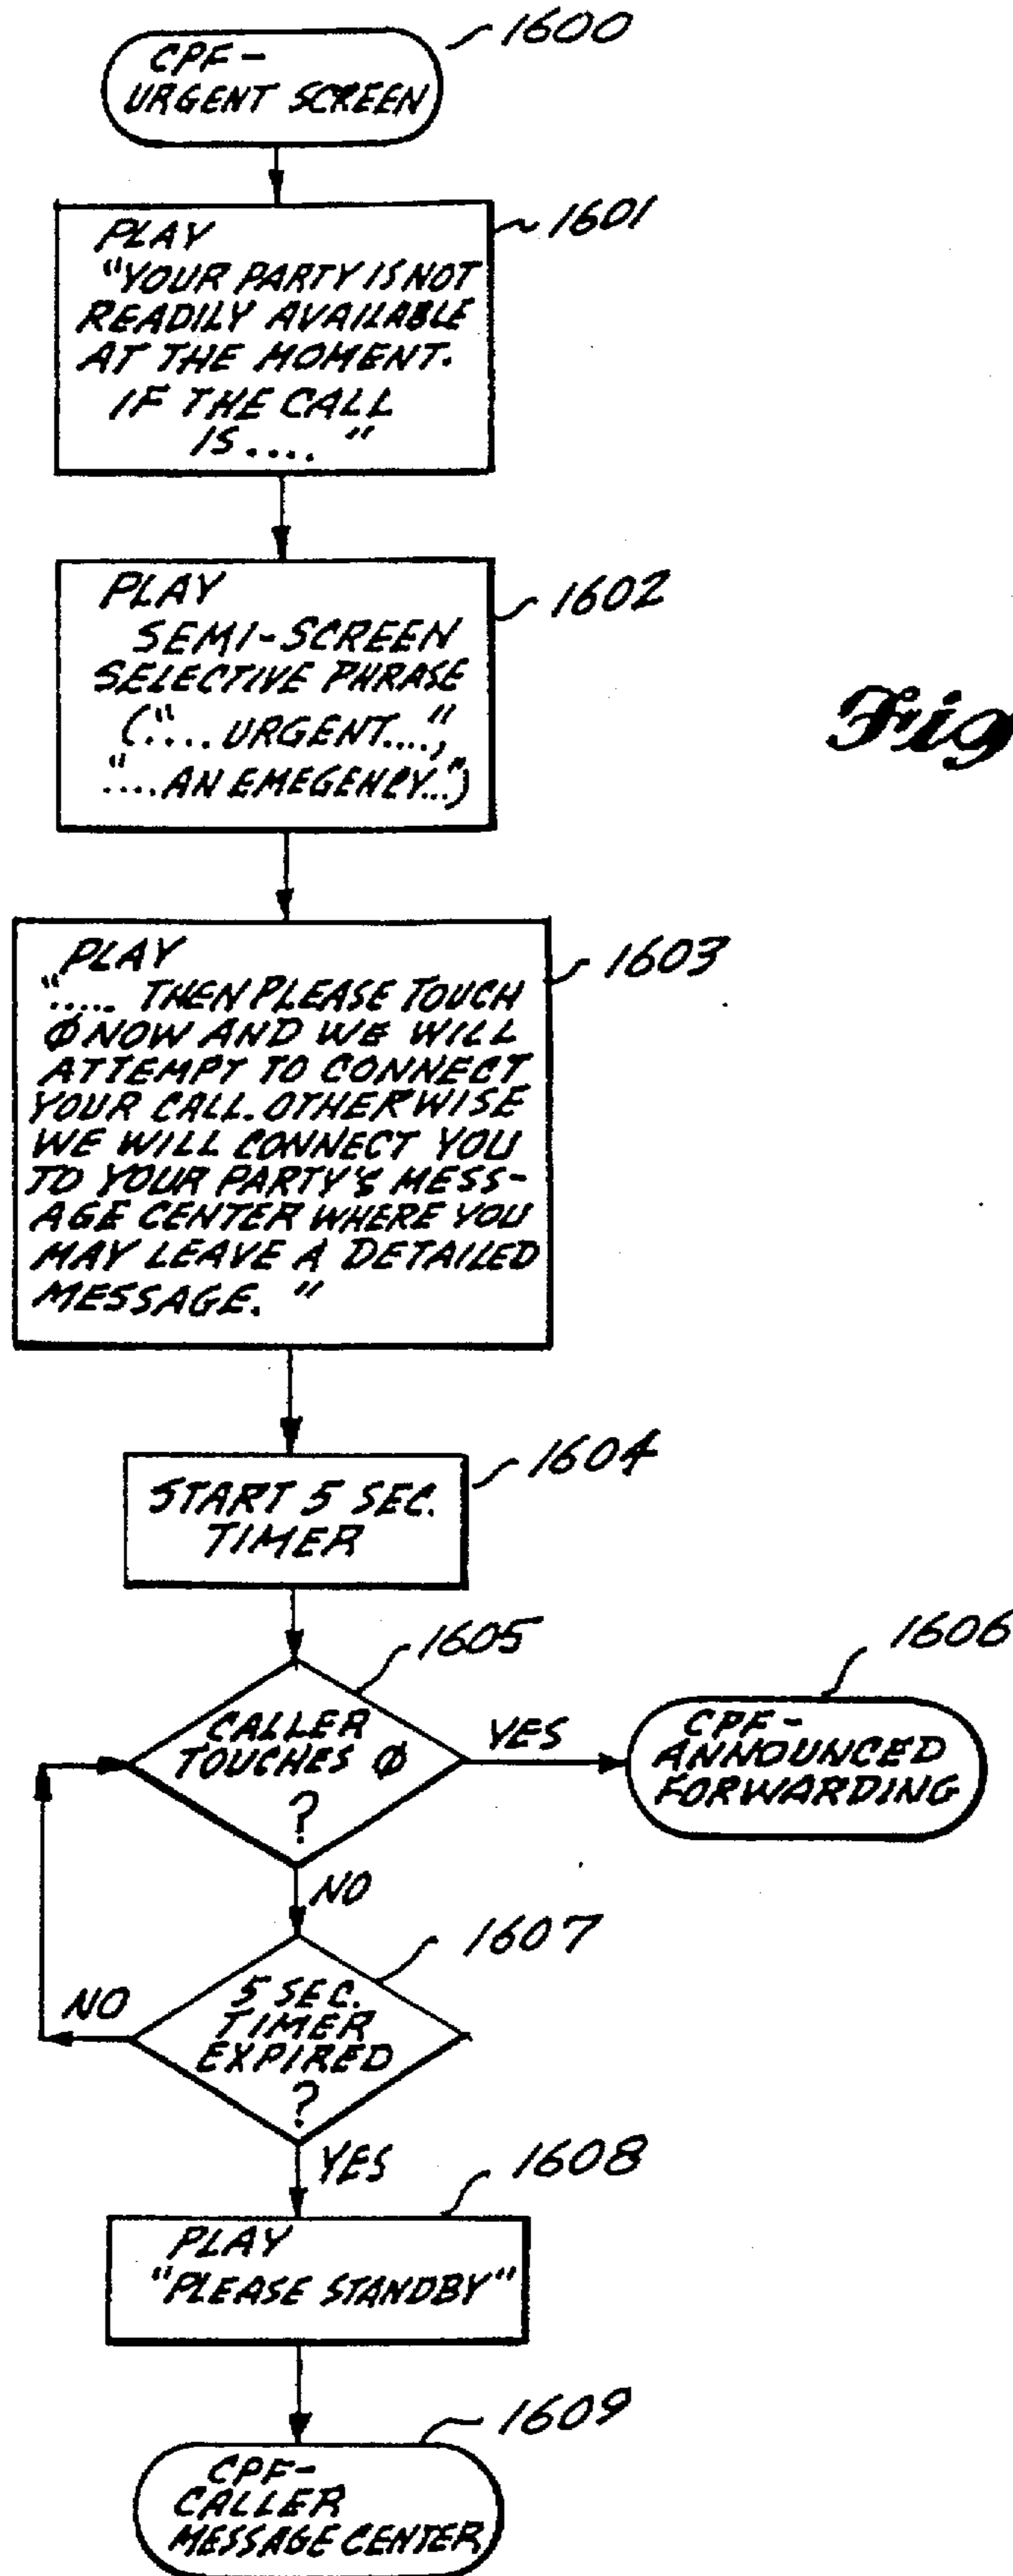 1600
CPF-
URGENT SCREEN
1601
PLAY
"YOUR PARTY IS NOT
READILY AVAILABLE
AT THE MOMENT.
IF THE CALL
IS...."
1602
PLAY
SEMI-SCREEN
SELECTIVE PHRASE
("....URGENT....",
"....AN EMEGENCY...")
Fig
1603
PLAY
"..... THEN PLEASE TOUCH
Ø NOW AND WE WILL
ATTEMPT TO CONNECT
YOUR CALL. OTHERWISE
WE WILL CONNECT YOU
TO YOUR PARTY'S MESS-
AGE CENTER WHERE YOU
MAY LEAVE A DETAILED
MESSAGE."
1604
START 5 SEC.
TIMER
1605
CALLER
TOUCHES Ø
?
YES
1606
CPF-
ANNOUNCED
FORWARDING
NO
1607
5 SEC.
TIMER
EXPIRED
?
NO
YES
1608
PLAY
"PLEASE STANDBY"
1609
CPF-
CALLER
MESSAGE CENTER